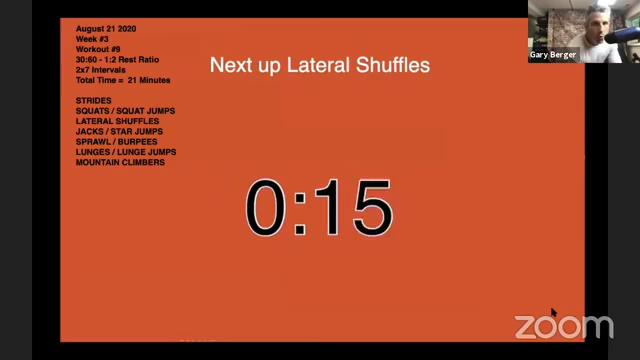 August 21 2020
Week #3
Workout #9
30:60 - 1:2 Rest Ratio
2x7 Intervals
Total Time = 21 Minutes
STRIDES
SQUATS / SQUAT JUMPS
LATERAL SHUFFLES
JACKS / STAR JUMPS
SPRAWL / BURPEES
LUNGES / LUNGE JUMPS
MOUNTAIN CLIMBERS
Next up Lateral Shuffles
0:15
Gary Berger
zoom